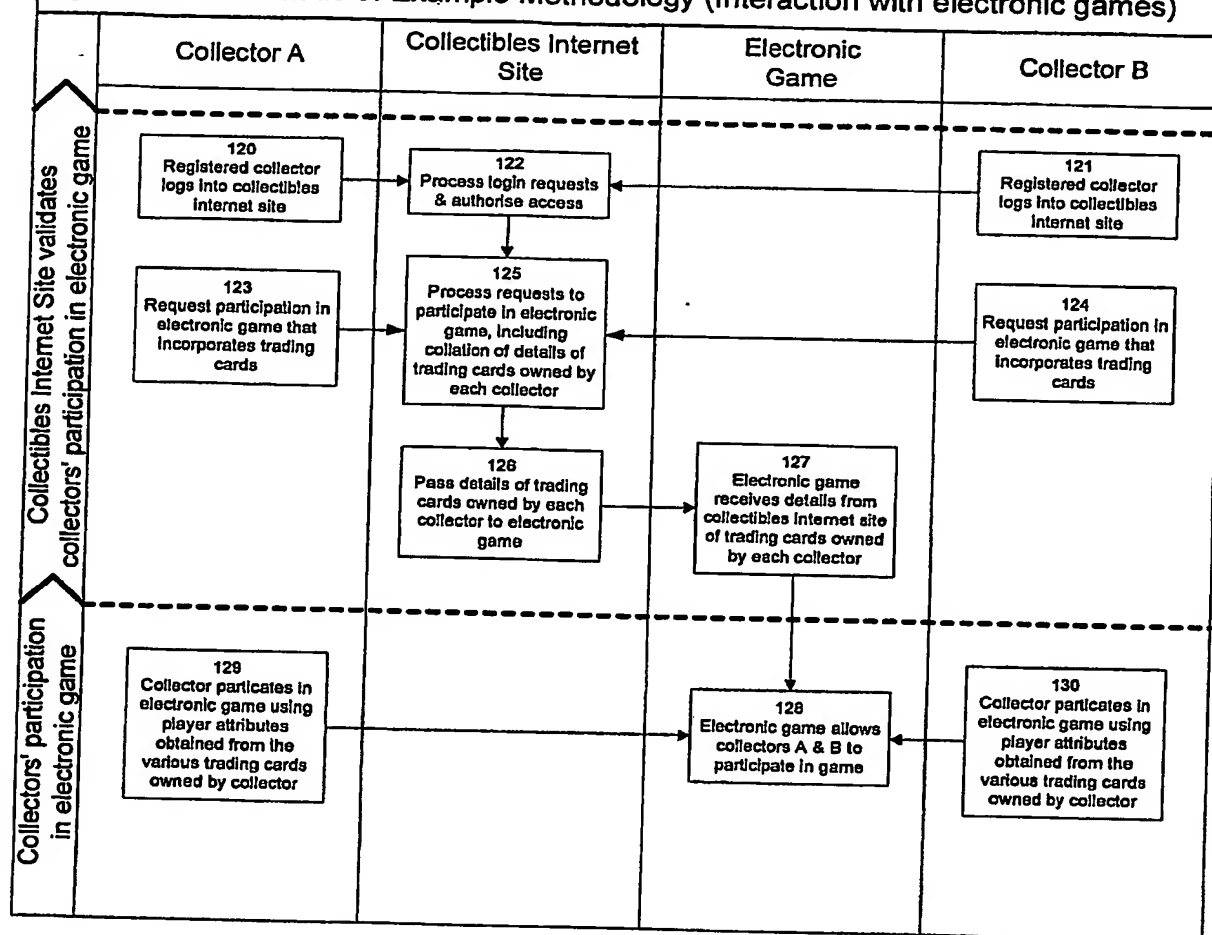 Example Methodology (Interaction with electronic games)
Collector A
Collectibles Internet
Site
Electronic
Game
Collector B
Collectibles Internet Site validates
collectors' participation in electronic game
120
Registered collector
logs into collectibles
internet site
122
Process login requests
& authorise access
121
Registered collector
logs into collectibles
internet site
123
Request participation in
electronic game that
incorporates trading
cards
125
Process requests to
participate in electronic
game, including
collation of details of
trading cards owned by
each collector
124
Request participation in
electronic game that
incorporates trading
cards
126
Pass details of trading
cards owned by each
collector to electronic
game
127
Electronic game
receives details from
collectibles internet site
of trading cards owned
by each collector
Collectors' participation
in electronic game
129
Collector particates in
electronic game using
player attributes
obtained from the
various trading cards
owned by collector
128
Electronic game allows
collectors A & B to
participate in game
130
Collector particates in
electronic game using
player attributes
obtained from the
various trading cards
owned by collector